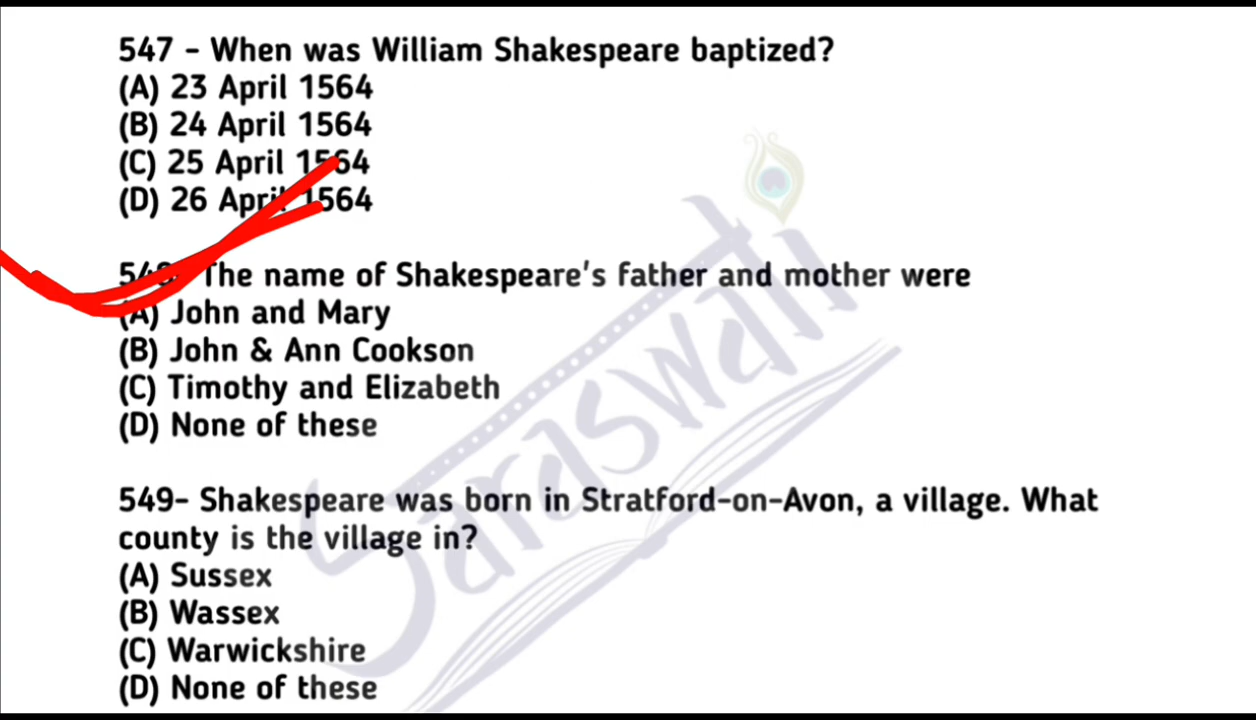 547 - When was William Shakespeare baptized?
(A) 23 April 1564
(B) 24 April 1564
(C) 25 April 1564
(D) 26 April 1564
548- The name of Shakespeare's father and mother were
(A) John and Mary
(B) John & Ann Cookson
(C) Timothy and Elizabeth
(D) None of these
549- Shakespeare was born in Stratford-on-Avon, a village. What
county is the village in?
(A) Sussex
(B) Wassex
(C) Warwickshire
(D) None of these
Saraswati